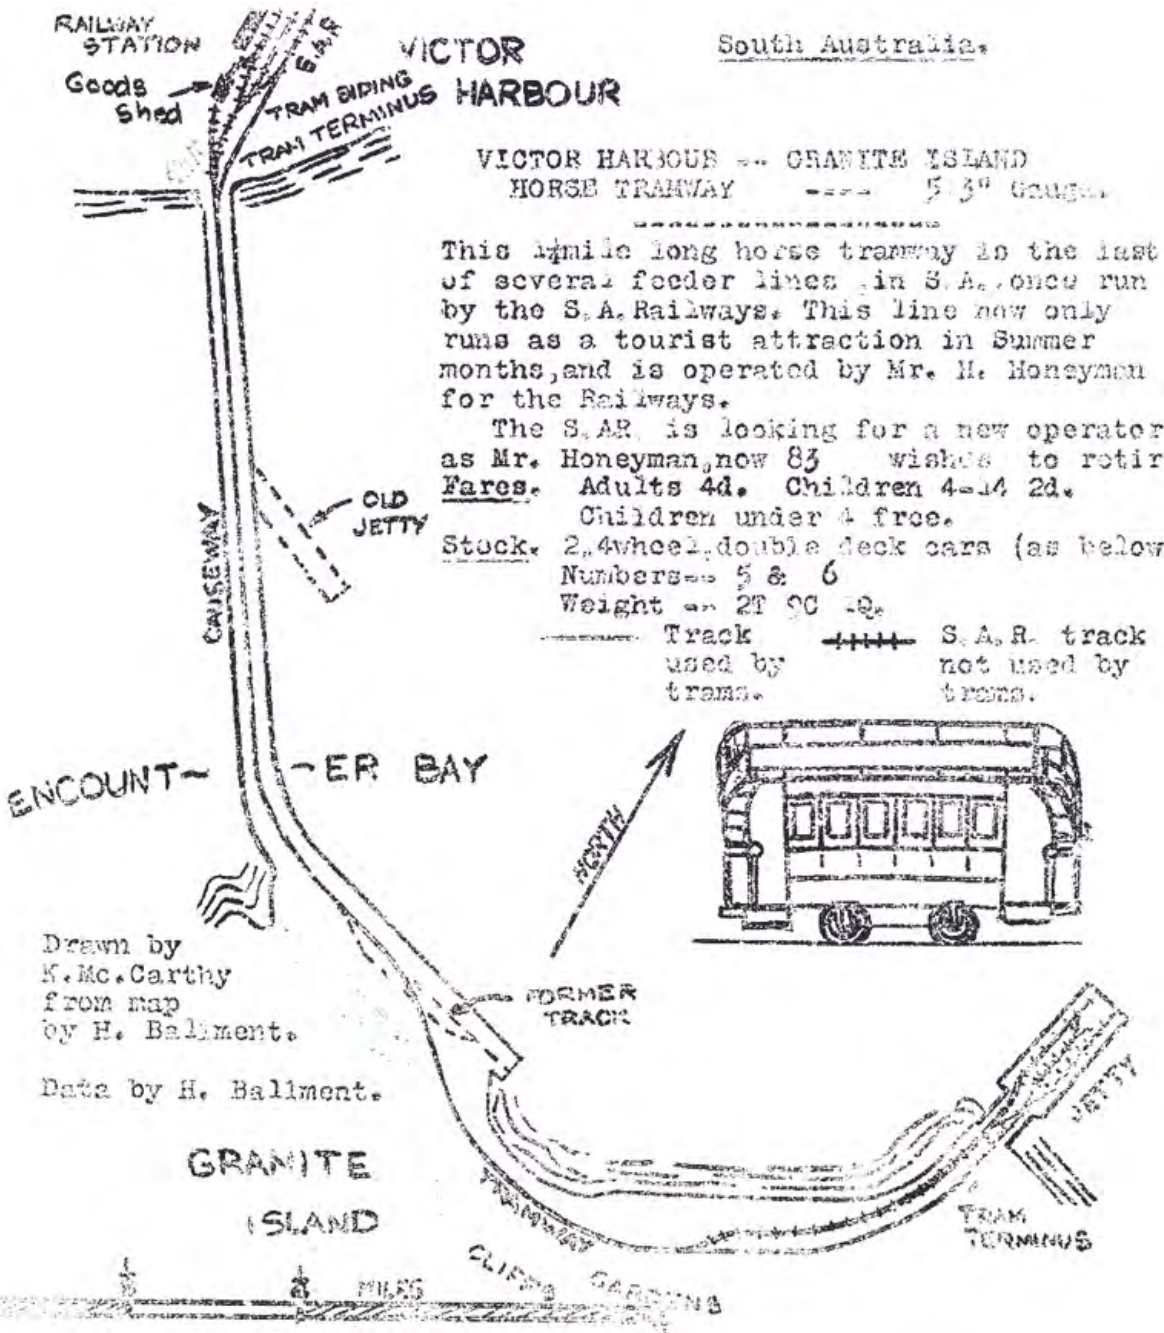 RAILWAY
STATION
Goods
Shed
S.A.R
VICTOR
HARBOUR
TRAM SIDING
TRAM TERMINUS
South Australia.
VICTOR HARBOUR -- GRANITE ISLAND
HORSE TRAMWAY ---- 5'3" Gauge.
This mile long horse tramway is the last
of several feeder lines in S.A. once run
by the S.A.Railways. This line now only
runs as a tourist attraction in Summer
months,and is operated by Mr. H. Honeyman
for the Railways.
The S.AR. is looking for a new operator
as Mr. Honeyman,now 83 wishes to retir
Fares. Adults 4d. Children 4-14 2d.
Children under 4 free.
Stock. 2,4wheel,double deck cars (as below
Numbers-- 5 & 6
Weight -- 2T
Track
used by
trams.
S.A.R. track
not used by
trams.
OLD
JETTY
CAUSEWAY
ENCOUNT~ ~ER BAY
NORTH
Drawn by
K.Mc.Carthy
from map
by H. Ballment.
Data by H. Ballment.
FORMER
TRACK
GRANITE
ISLAND
TRAMWAY
CLIFFS
GARDENS
JETTY
TRAM
TERMINUS
MILES